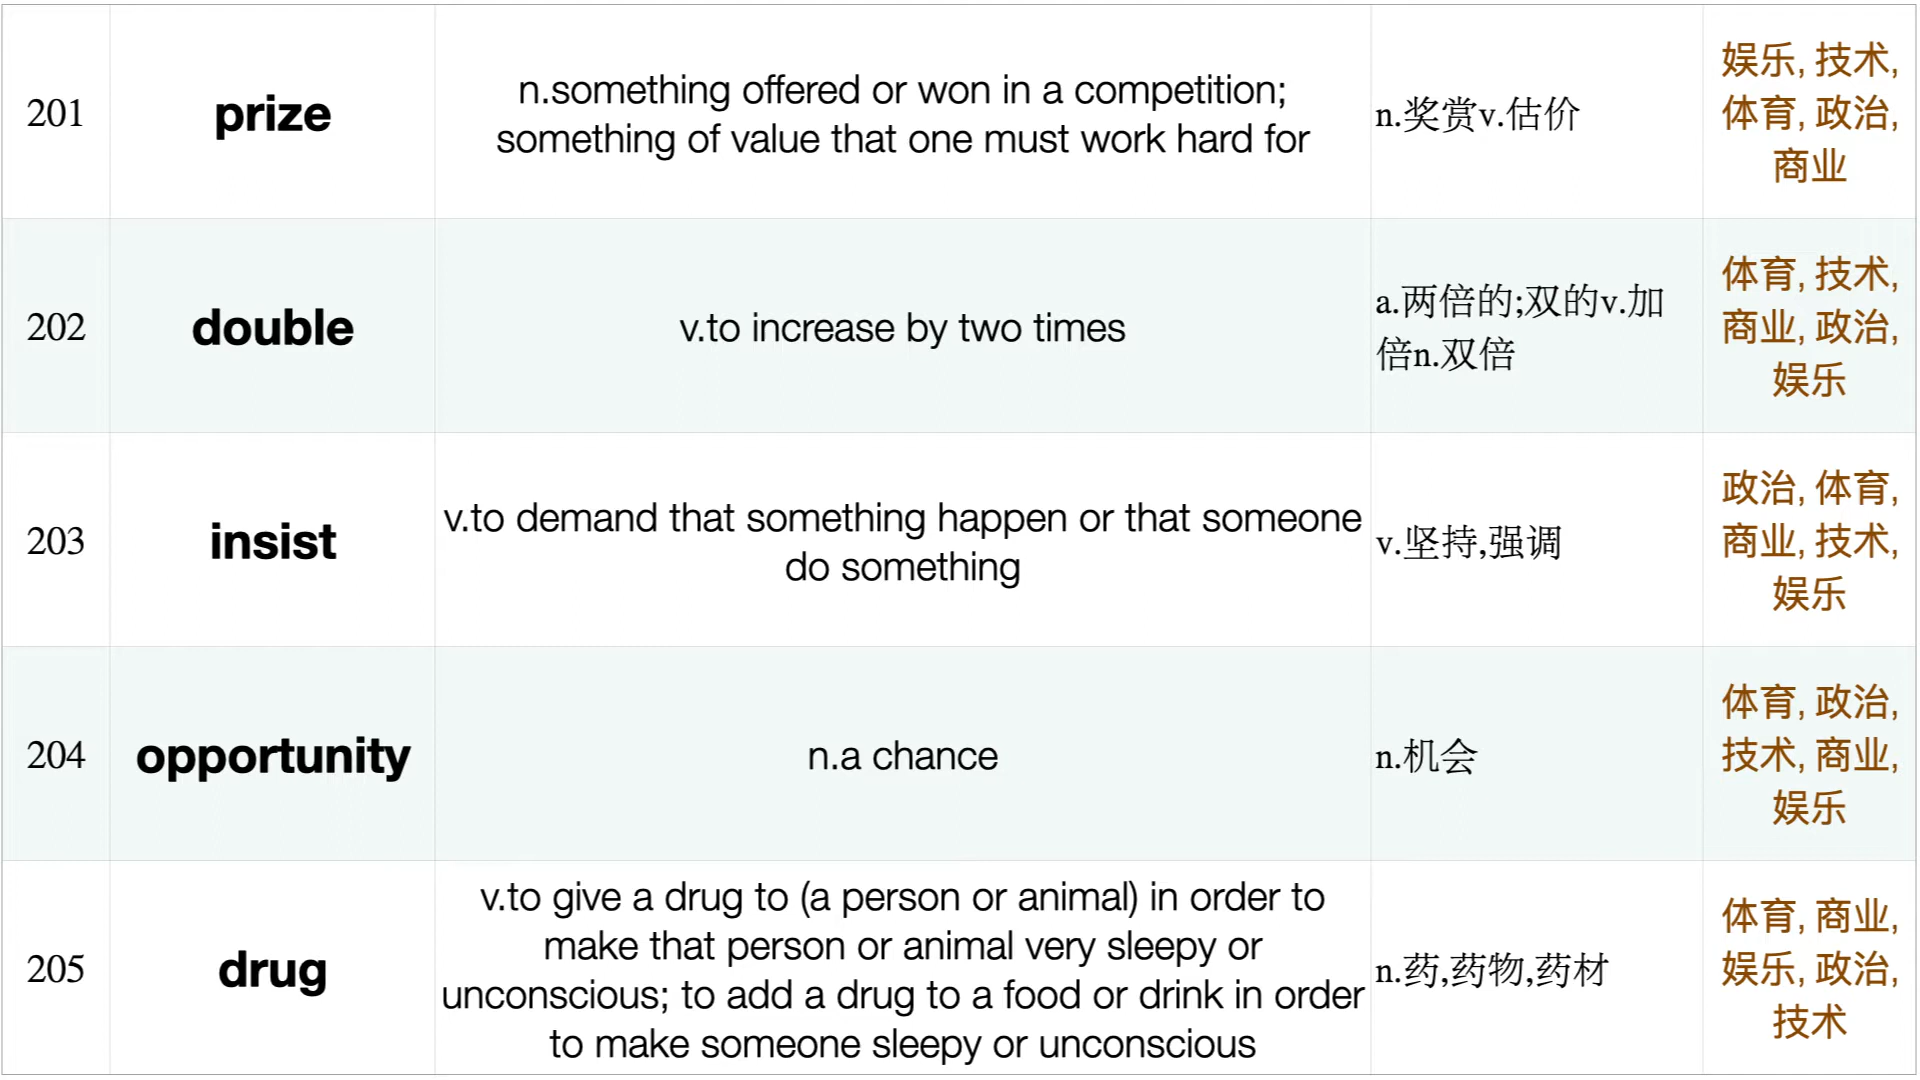 201
prize
n.something offered or won in a competition;
something of value that one must work hard for
n.奖赏v.估价
娱乐, 技术,
体育, 政治,
商业
202
double
v.to increase by two times
a.两倍的;双的v.加
倍n.双倍
体育, 技术,
商业, 政治,
娱乐
203
insist
v.to demand that something happen or that someone
do something
v.坚持,强调
政治, 体育,
商业, 技术,
娱乐
204
opportunity
n.a chance
n.机会
体育, 政治,
技术, 商业,
娱乐
205
drug
v.to give a drug to (a person or animal) in order to
make that person or animal very sleepy or
unconscious; to add a drug to a food or drink in order
to make someone sleepy or unconscious
n.药,药物,药材
体育, 商业,
娱乐, 政治,
技术